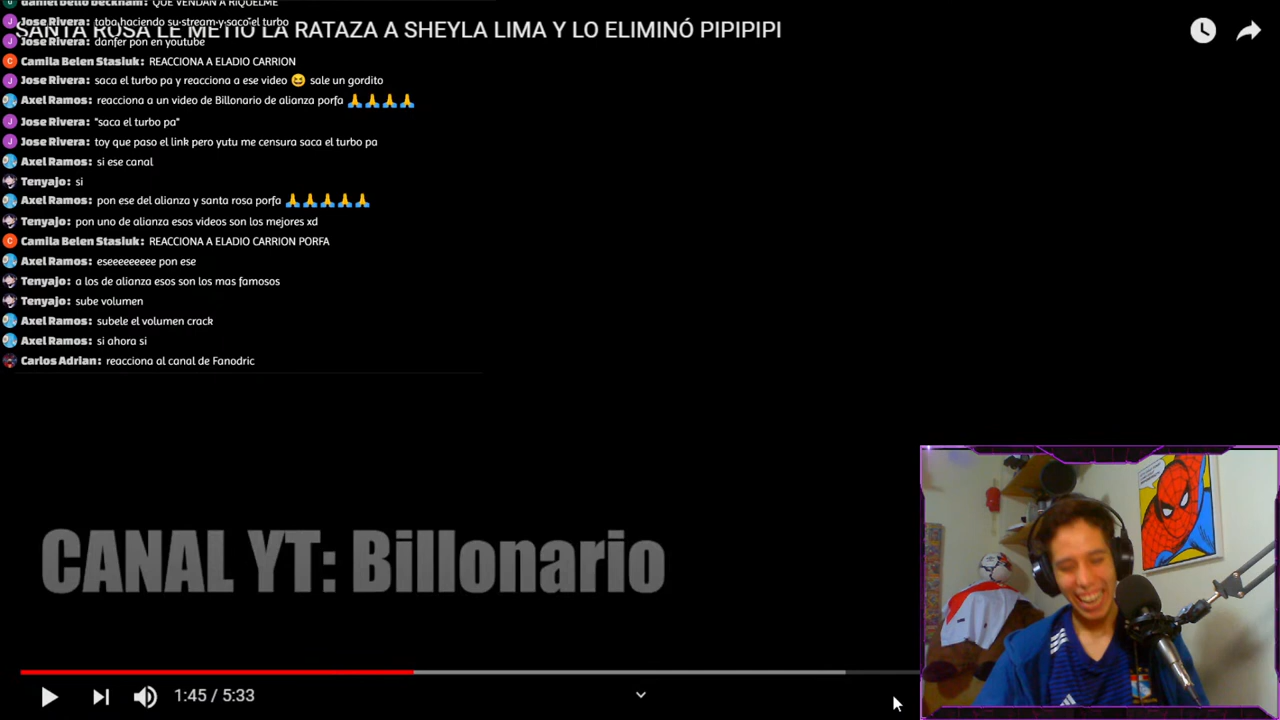 daniel bello beckham: QUE VENDAN A RIQUELME
SANTA ROSA LE METIÓ LA RATAZA A SHEYLA LIMA Y LO ELIMINÓ PIPIPIPI
Jose Rivera: taba haciendo su stream y saco el turbo
Jose Rivera: danfer pon en youtube
Camila Belen Stasiuk: REACCIONA A ELADIO CARRION
Jose Rivera: saca el turbo pa y reacciona a ese video 😆 sale un gordito
Axel Ramos: reacciona a un video de Billonario de alianza porfa 🙏🙏🙏🙏
Jose Rivera: "saca el turbo pa"
Jose Rivera: toy que paso el link pero yutu me censura saca el turbo pa
Axel Ramos: si ese canal
Tenyajo: si
Axel Ramos: pon ese del alianza y santa rosa porfa 🙏🙏🙏🙏🙏
Tenyajo: pon uno de alianza esos videos son los mejores xd
Camila Belen Stasiuk: REACCIONA A ELADIO CARRION PORFA
Axel Ramos: eseeeeeeeee pon ese
Tenyajo: a los de alianza esos son los mas famosos
Tenyajo: sube volumen
Axel Ramos: subele el volumen crack
Axel Ramos: si ahora si
Carlos Adrian: reacciona al canal de Fanodric
CANAL YT: Billonario
1:45 / 5:33